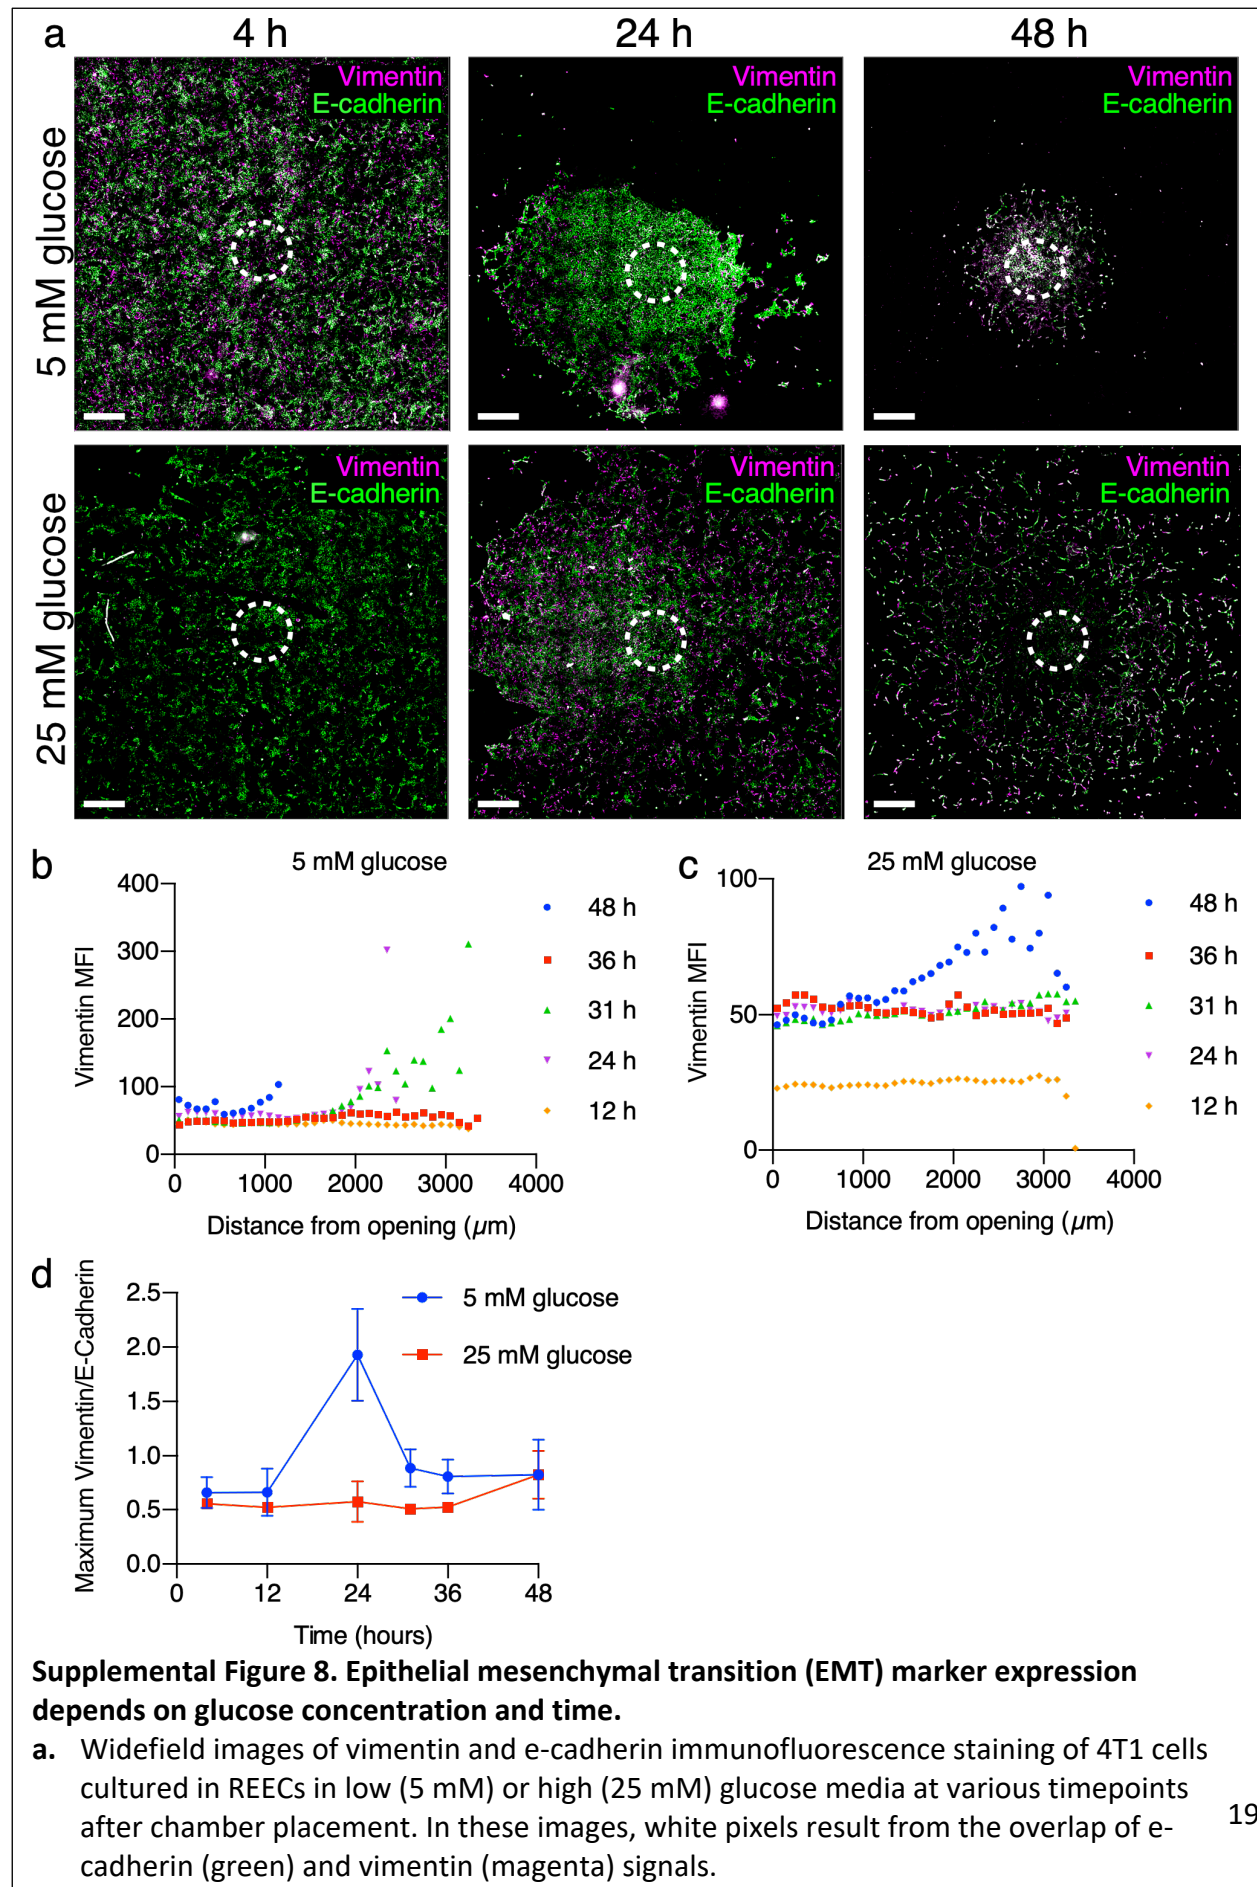 a
4 h
24 h
48 h
5 mM glucose
Vimentin
E-cadherin
Vimentin
E-cadherin
Vimentin
E-cadherin
25 mM glucose
Vimentin
E-cadherin
Vimentin
E-cadherin
Vimentin
E-cadherin
b
5 mM glucose
400
300
200
100
0
Vimentin MFI
0
1000
2000
3000
4000
Distance from opening (µm)
48 h
36 h
31 h
24 h
12 h
c
25 mM glucose
100
50
0
Vimentin MFI
0
1000
2000
3000
4000
Distance from opening (µm)
48 h
36 h
31 h
24 h
12 h
d
Maximum Vimentin/E-Cadherin
2.5
2.0
1.5
1.0
0.5
0.0
0
12
24
36
48
Time (hours)
5 mM glucose
25 mM glucose
Supplemental Figure 8. Epithelial mesenchymal transition (EMT) marker expression
depends on glucose concentration and time.
a. Widefield images of vimentin and e-cadherin immunofluorescence staining of 4T1 cells
cultured in REECs in low (5 mM) or high (25 mM) glucose media at various timepoints
after chamber placement. In these images, white pixels result from the overlap of e-
cadherin (green) and vimentin (magenta) signals.
19